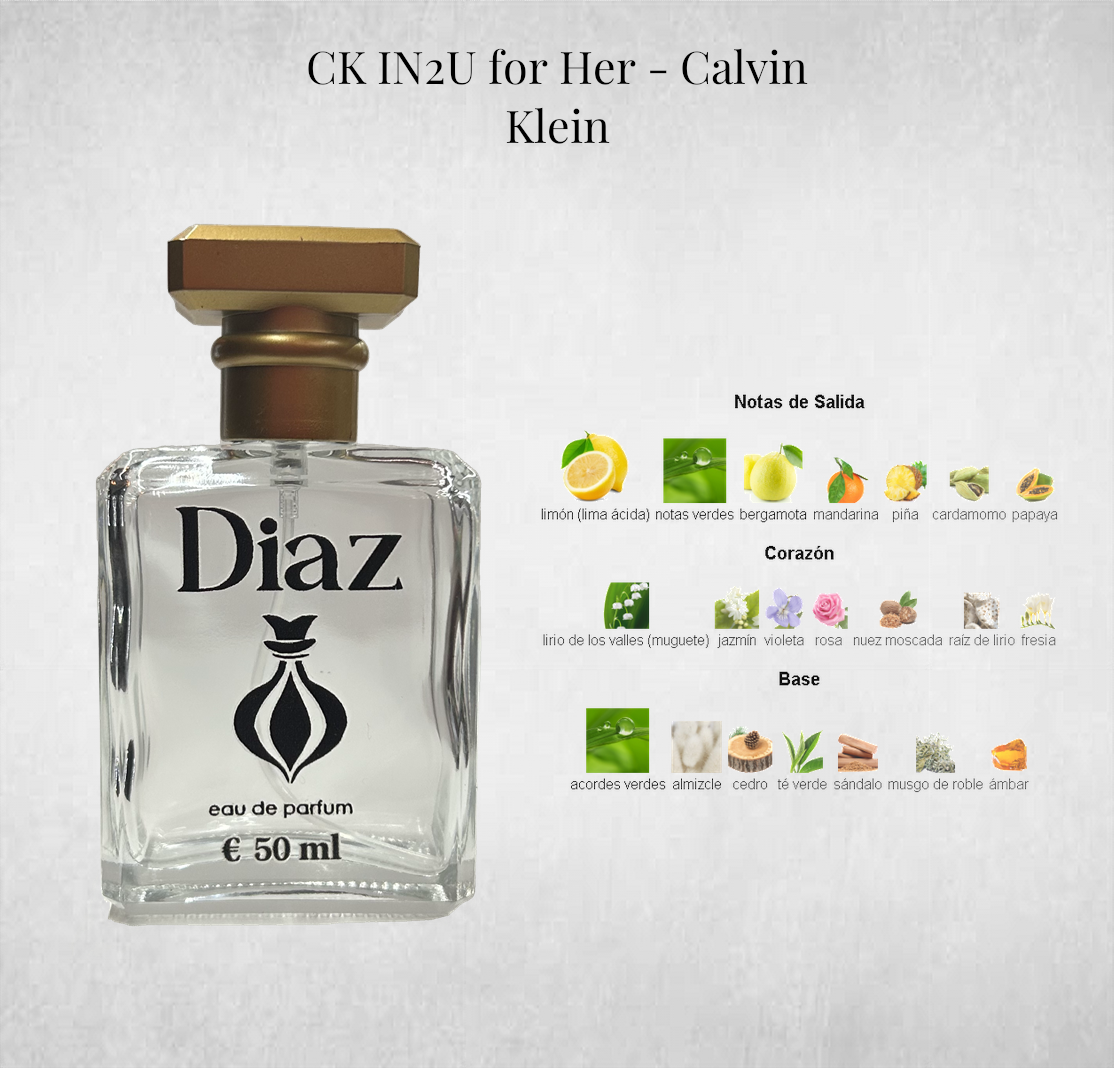 CK IN2U for Her - Calvin
Klein
Diaz
eau de parfum
€ 50 ml
Notas de Salida
limón (lima ácida) notas verdes bergamota mandarina piña cardamomo papaya
Corazón
lirio de los valles (muguete) jazmín violeta rosa nuez moscada raíz de lirio fresia
Base
acordes verdes almizcle cedro té verde sándalo musgo de roble ámbar